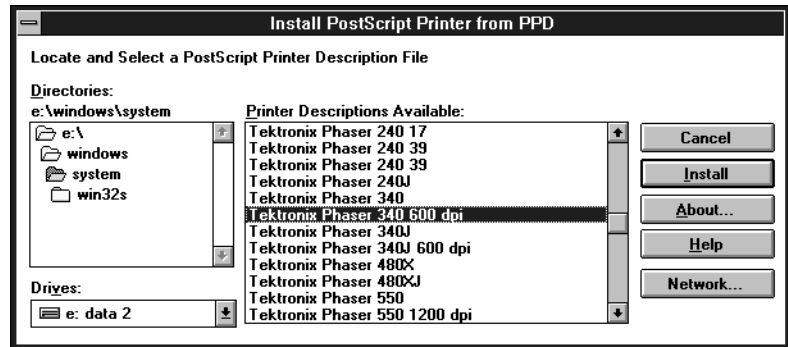 Install PostScript Printer from PPD
Locate and Select a PostScript Printer Description File
Directories:
e:\windows\system
e:\
windows
system
win32s
Drives:
e: data 2
Printer Descriptions Available:
Tektronix Phaser 240 17
Tektronix Phaser 240 39
Tektronix Phaser 240 39
Tektronix Phaser 240J
Tektronix Phaser 340
Tektronix Phaser 340 600 dpi
Tektronix Phaser 340J
Tektronix Phaser 340J 600 dpi
Tektronix Phaser 480X
Tektronix Phaser 480XJ
Tektronix Phaser 550
Tektronix Phaser 550 1200 dpi
Cancel
Install
About...
Help
Network...